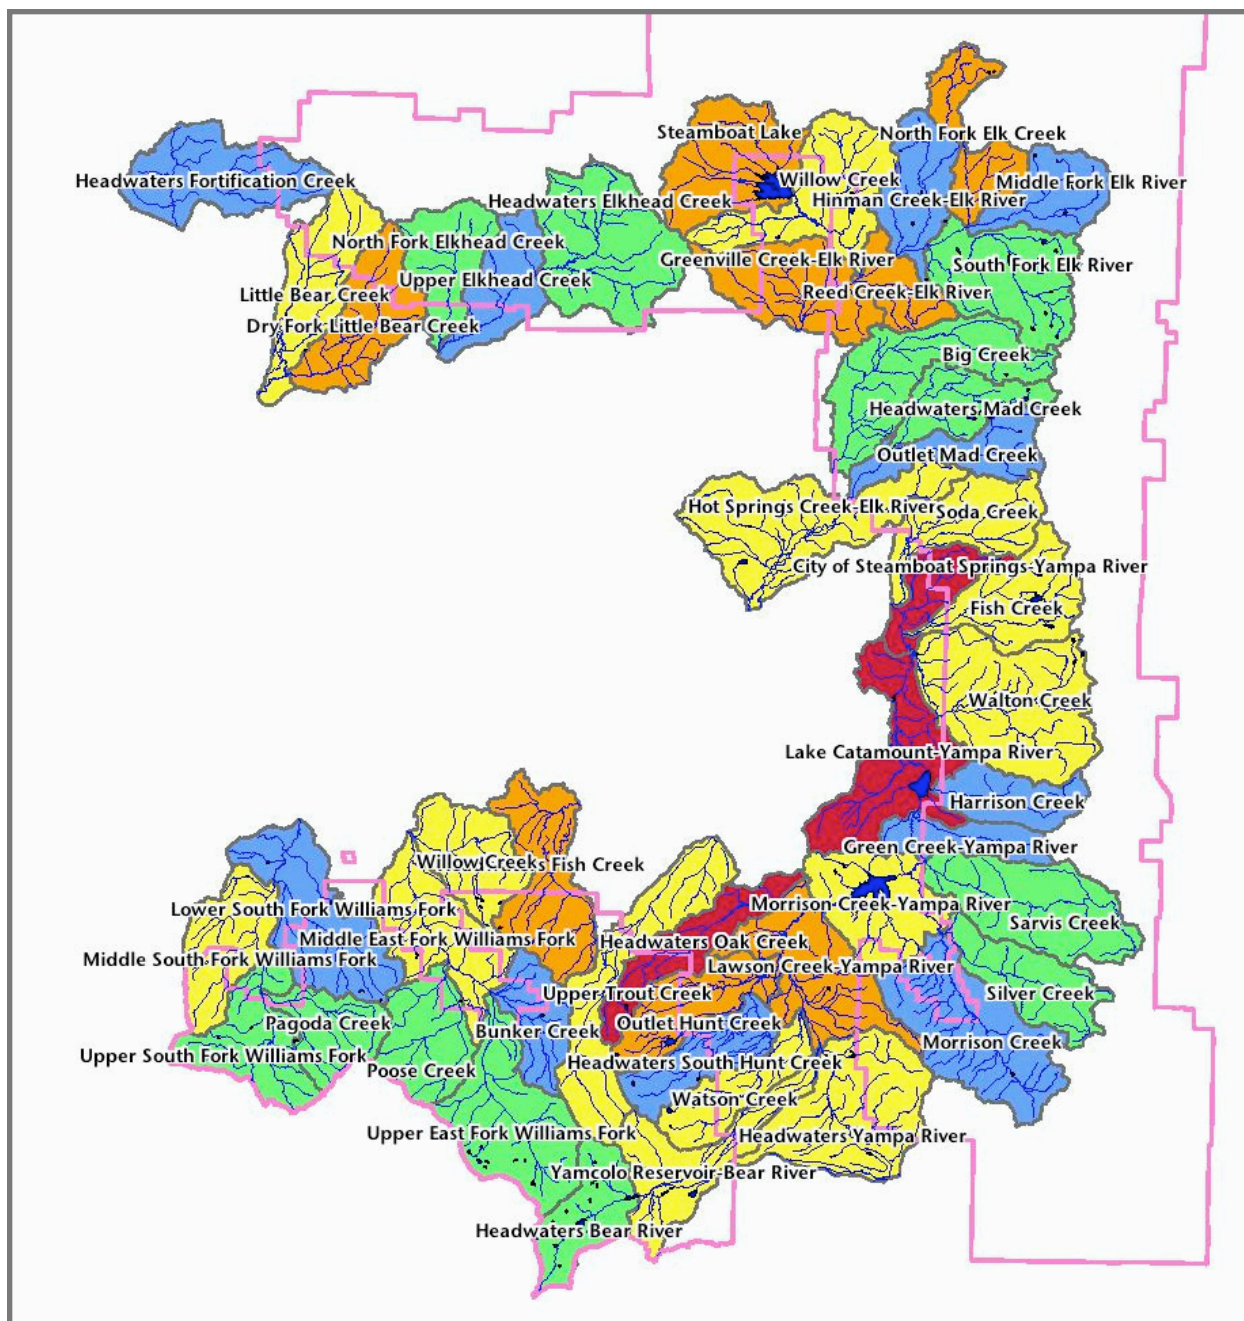 Steamboat Lake
North Fork Elk Creek
Headwaters Fortification Creek
Willow Creek
Middle Fork Elk River
Headwaters Elkhead Creek
Hinman Creek-Elk River
North Fork Elkhead Creek
Greenville Creek-Elk River
South Fork Elk River
Upper Elkhead Creek
Little Bear Creek
Reed Creek-Elk River
Dry Fork Little Bear Creek
Big Creek
Headwaters Mad Creek
Outlet Mad Creek
Hot Springs Creek-Elk River
Soda Creek
City of Steamboat Springs-Yampa River
Fish Creek
Walton Creek
Lake Catamount-Yampa River
Harrison Creek
Green Creek-Yampa River
Willow Creek
Fish Creek
Morrison Creek-Yampa River
Lower South Fork Williams Fork
Sarvis Creek
Middle East Fork Williams Fork
Headwaters Oak Creek
Middle South Fork Williams Fork
Lawson Creek-Yampa River
Upper Trout Creek
Silver Creek
Pagoda Creek
Outlet Hunt Creek
Bunker Creek
Morrison Creek
Upper South Fork Williams Fork
Headwaters South Hunt Creek
Poose Creek
Watson Creek
Upper East Fork Williams Fork
Headwaters Yampa River
Yamcolo Reservoir-Bear River
Headwaters Bear River